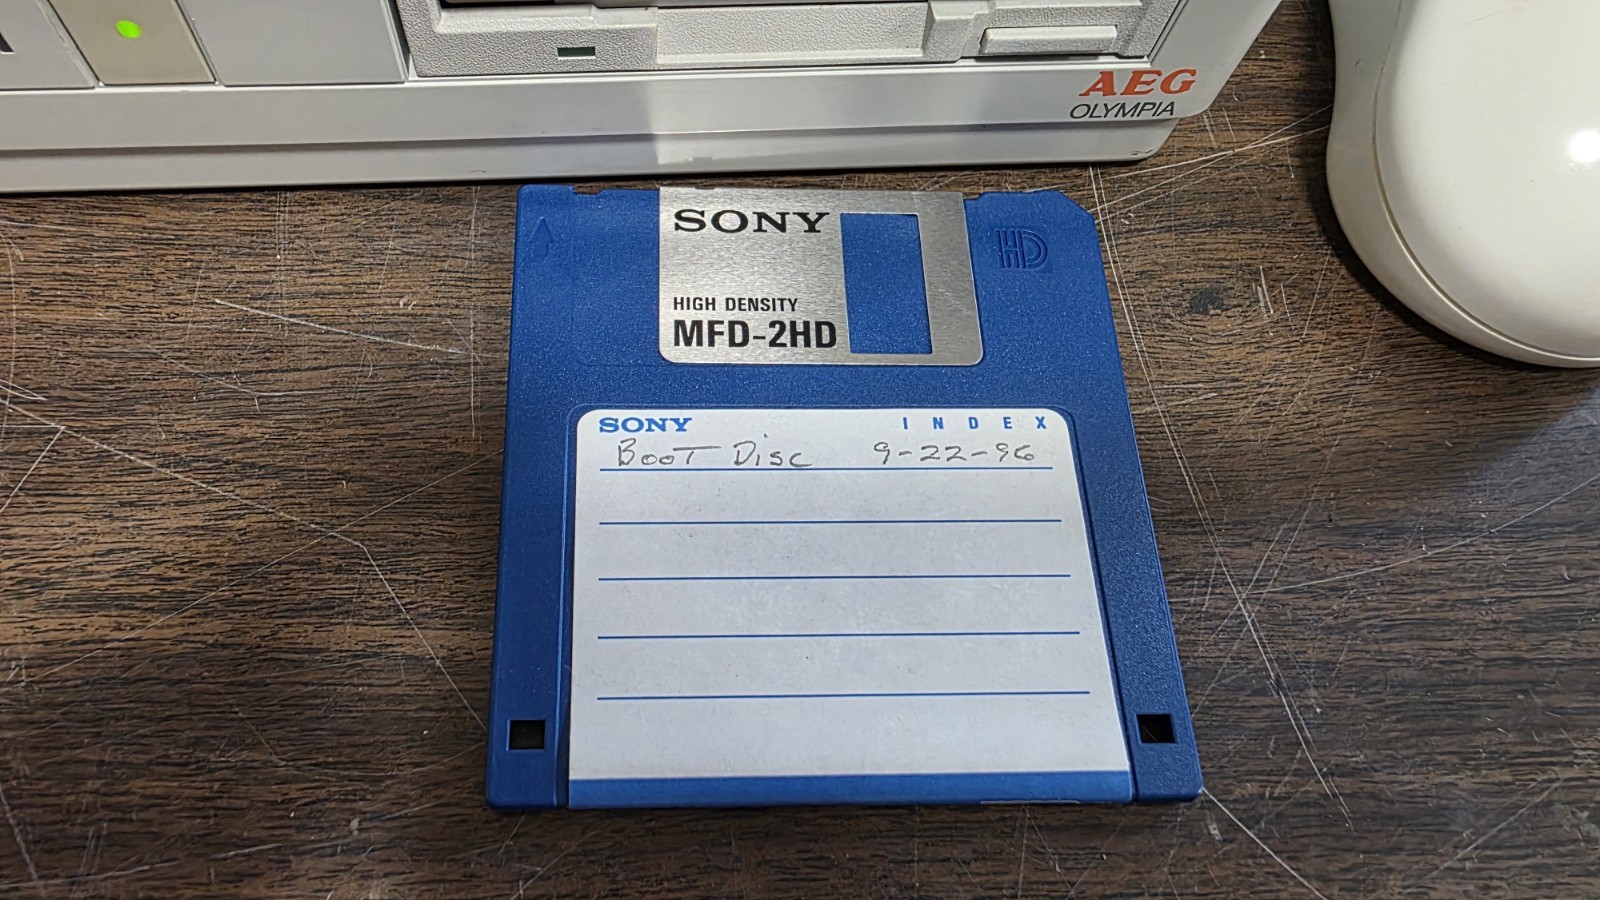 AEG
OLYMPIA
SONY
HD
HIGH DENSITY
MFD-2HD
SONY INDEX
BOOT DISC 9-22-96